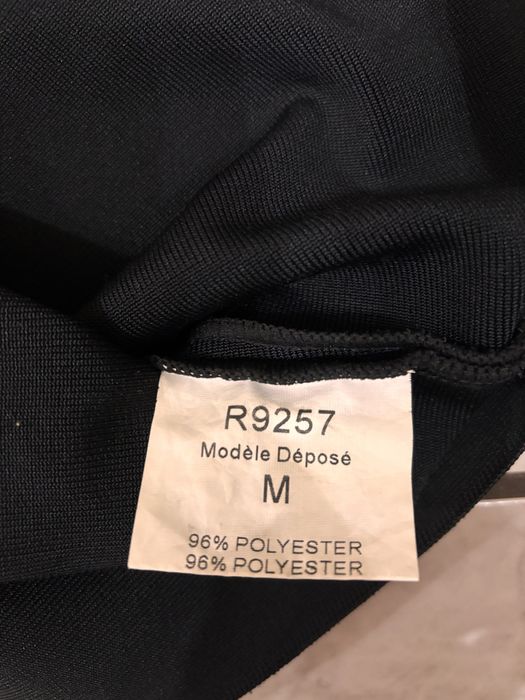 R9257
Modèle Déposé
M
96% POLYESTER
96% POLYESTER